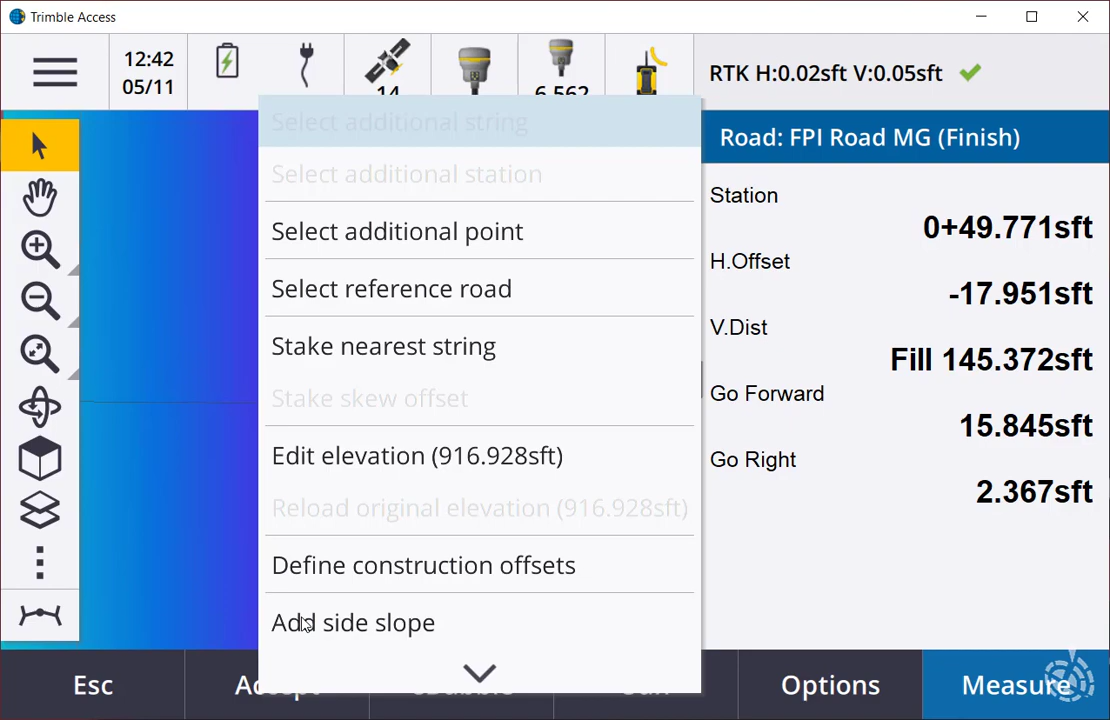 Trimble Access
12:42
05/11
14
6.562
RTK H:0.02sft V:0.05sft
Road: FPI Road MG (Finish)
Select additional string
Select additional station
Select additional point
Select reference road
Stake nearest string
Stake skew offset
Edit elevation (916.928sft)
Reload original elevation (916.928sft)
Define construction offsets
Add side slope
Station
0+49.771sft
H.Offset
-17.951sft
V.Dist
Fill 145.372sft
Go Forward
15.845sft
Go Right
2.367sft
Esc
Options
Measure